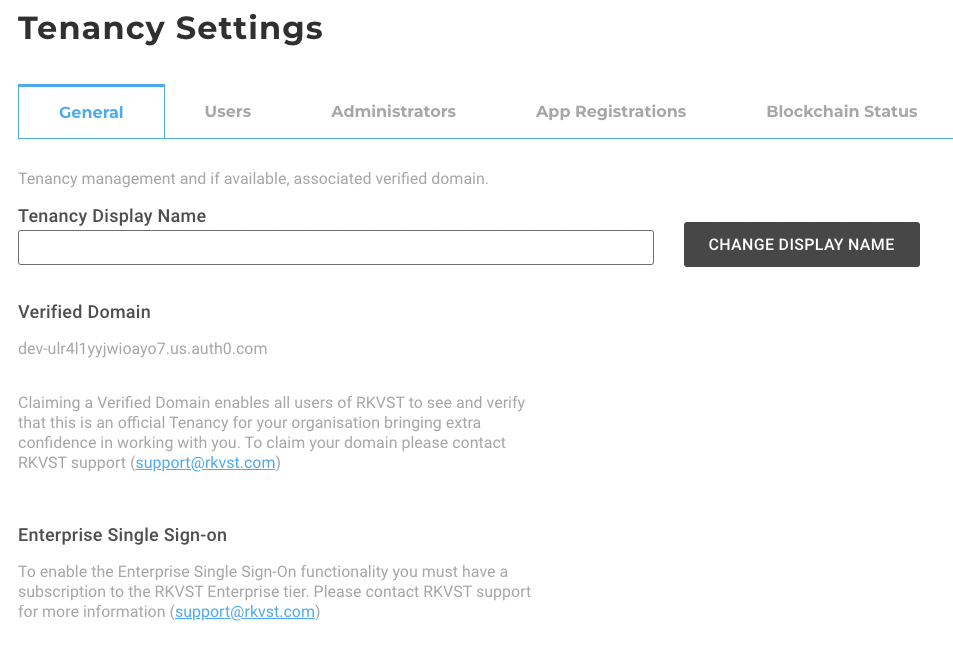 Tenancy Settings
General Users Administrators App Registrations Blockchain Status
Tenancy management and if available, associated verified domain.
Tenancy Display Name
CHANGE DISPLAY NAME
Verified Domain
dev-ulr4l1yyjwioayo7.us.auth0.com
Claiming a Verified Domain enables all users of RKVST to see and verify
that this is an official Tenancy for your organisation bringing extra
confidence in working with you. To claim your domain please contact
RKVST support (support@rkvst.com)
Enterprise Single Sign-on
To enable the Enterprise Single Sign-On functionality you must have a
subscription to the RKVST Enterprise tier. Please contact RKVST support
for more information (support@rkvst.com)